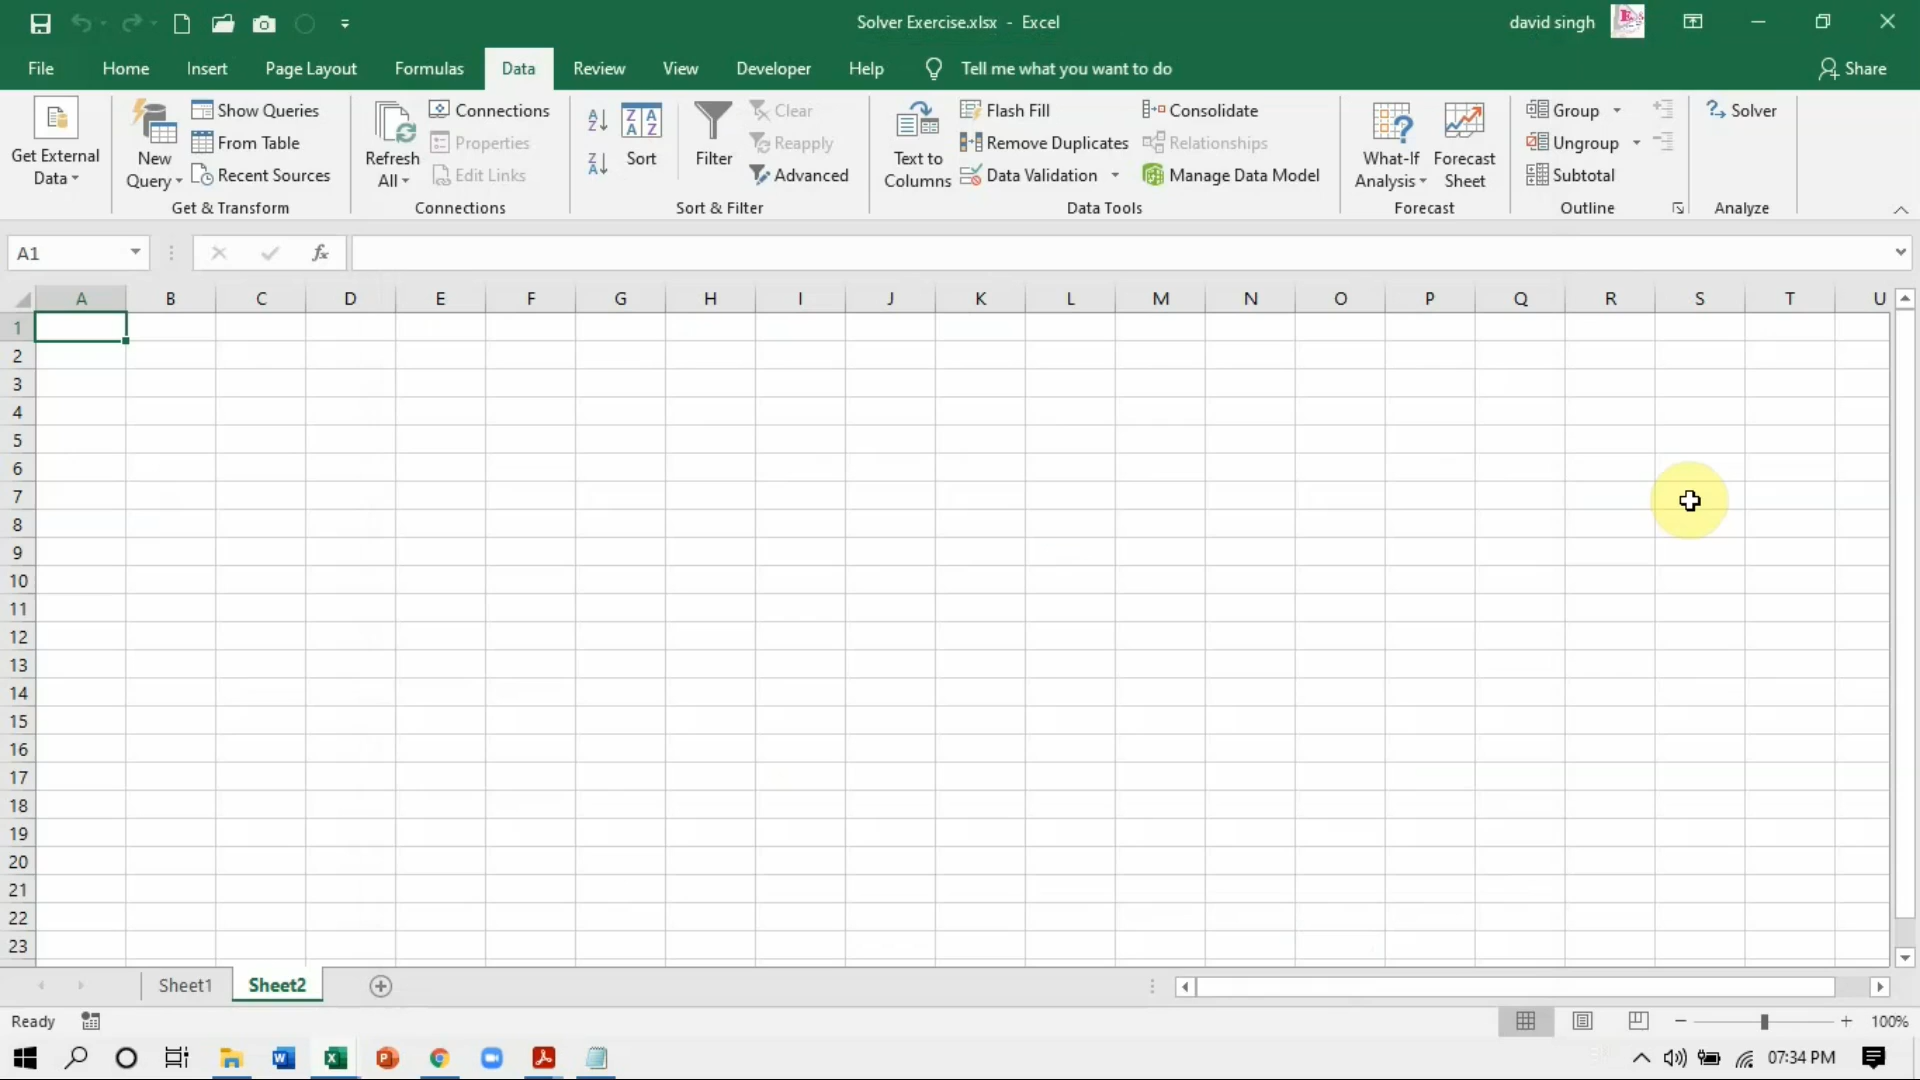 Solver Exercise.xlsx - Excel
david singh
File Home Insert Page Layout Formulas Data Review View Developer Help Tell me what you want to do Share
Get External Data
New Query
Show Queries
From Table
Recent Sources
Get & Transform
Refresh All
Connections
Properties
Edit Links
Connections
Sort
Filter
Clear
Reapply
Advanced
Sort & Filter
Text to Columns
Flash Fill
Remove Duplicates
Data Validation
Consolidate
Relationships
Manage Data Model
Data Tools
What-If Analysis
Forecast Sheet
Forecast
Group
Ungroup
Subtotal
Outline
Solver
Analyze
A1
fx
A B C D E F G H I J K L M N O P Q R S T U
1
2
3
4
5
6
7
8
9
10
11
12
13
14
15
16
17
18
19
20
21
22
23
Sheet1 Sheet2
Ready
100%
07:34 PM